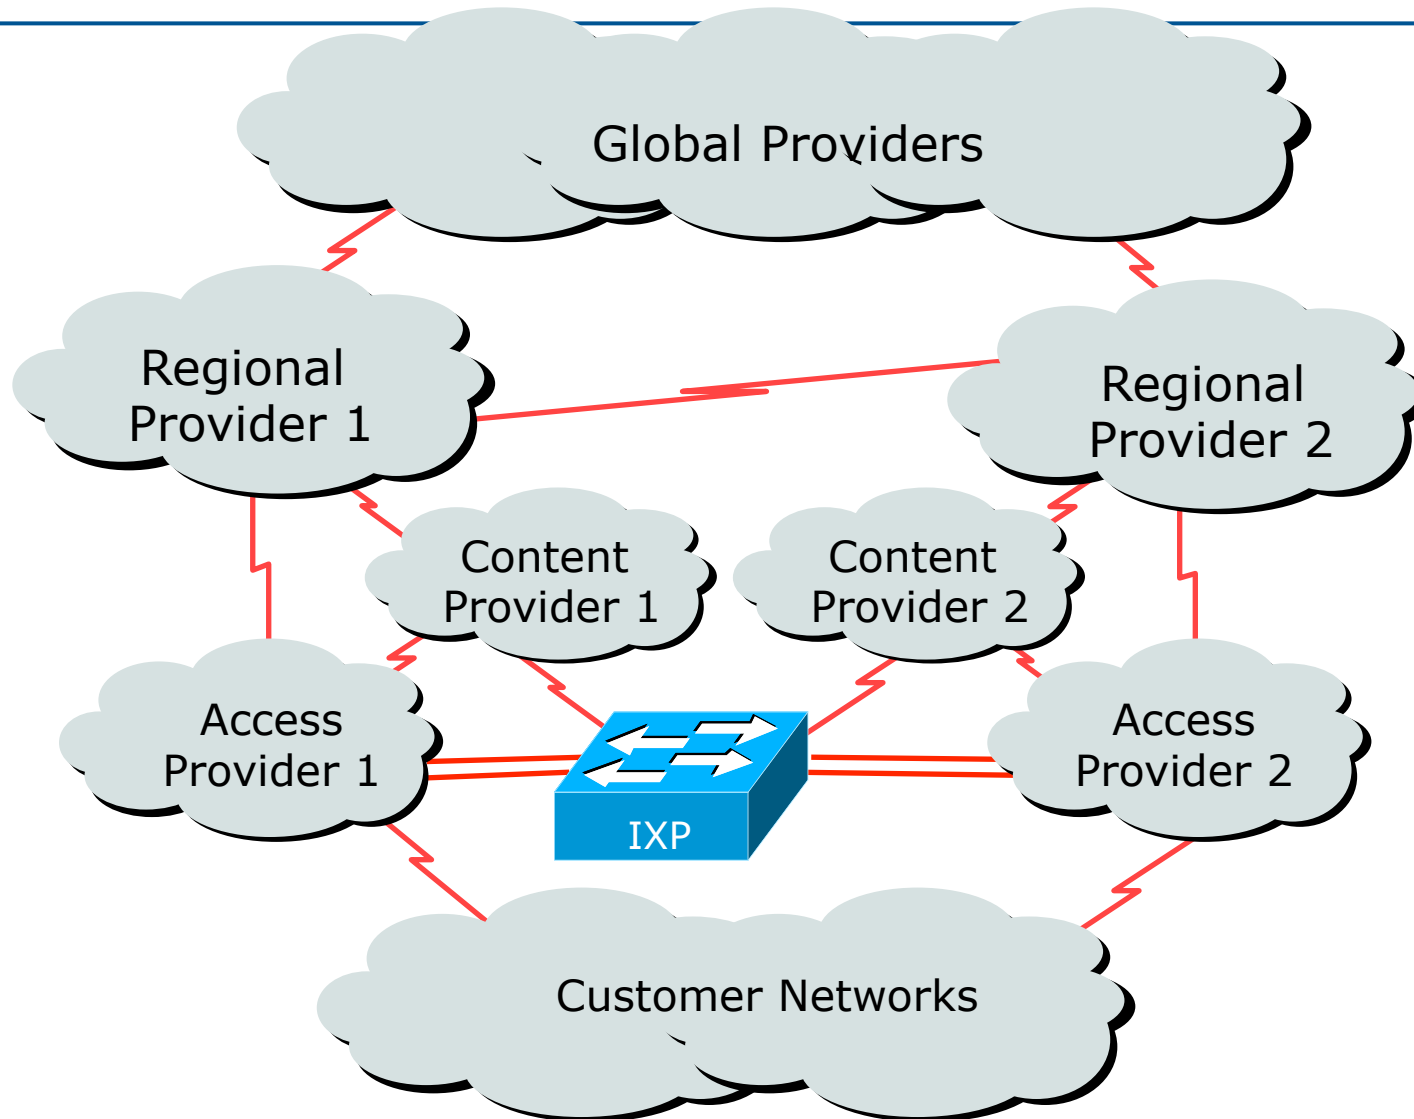 Global Providers
Regional
Provider 1
Regional
Provider 2
Content
Provider 1
Content
Provider 2
Access
Provider 1
Access
Provider 2
IXP
Customer Networks